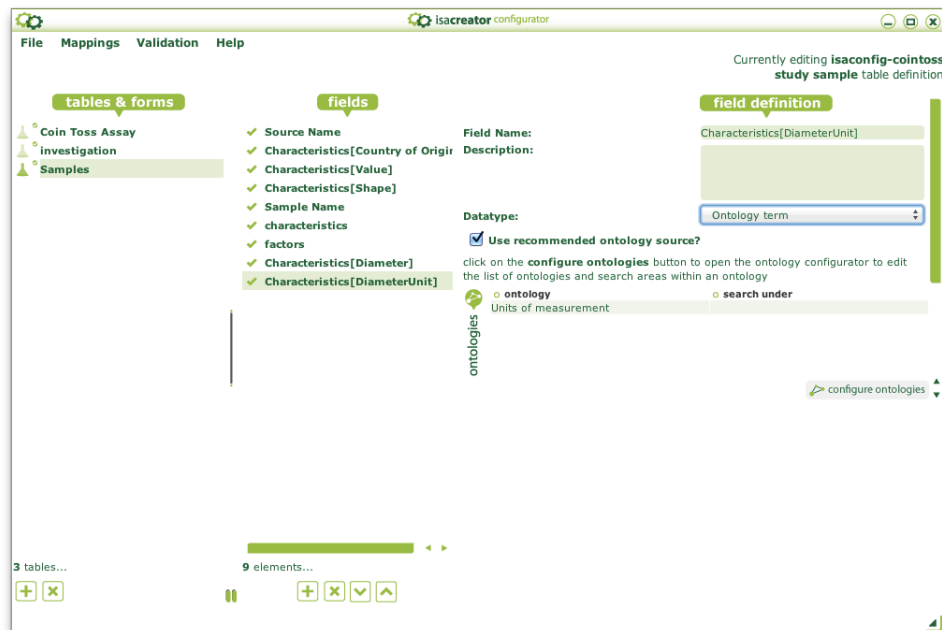 isacreator configurator
File Mappings Validation Help
Currently editing isaconfig-cointoss
study sample table definition
tables & forms
Coin Toss Assay
investigation
Samples
3 tables...
fields
Source Name
Characteristics[Country of Origin
Characteristics[Value]
Characteristics[Shape]
Sample Name
characteristics
factors
Characteristics[Diameter]
Characteristics[DiameterUnit]
9 elements...
field definition
Field Name: Characteristics[DiameterUnit]
Description:
Datatype: Ontology term
Use recommended ontology source?
click on the configure ontologies button to open the ontology configurator to edit
the list of ontologies and search areas within an ontology
ontologies
ontology search under
Units of measurement
configure ontologies